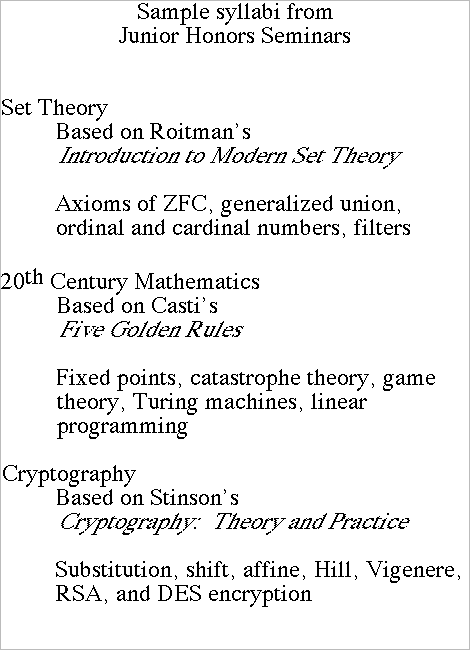 Sample syllabi from
Junior Honors Seminars
Set Theory
Based on Roitman's
Introduction to Modern Set Theory
Axioms of ZFC, generalized union,
ordinal and cardinal numbers, filters
20th Century Mathematics
Based on Casti's
Five Golden Rules
Fixed points, catastrophe theory, game
theory, Turing machines, linear
programming
Cryptography
Based on Stinson's
Cryptography:  Theory and Practice
Substitution, shift, affine, Hill, Vigenere,
RSA, and DES encryption